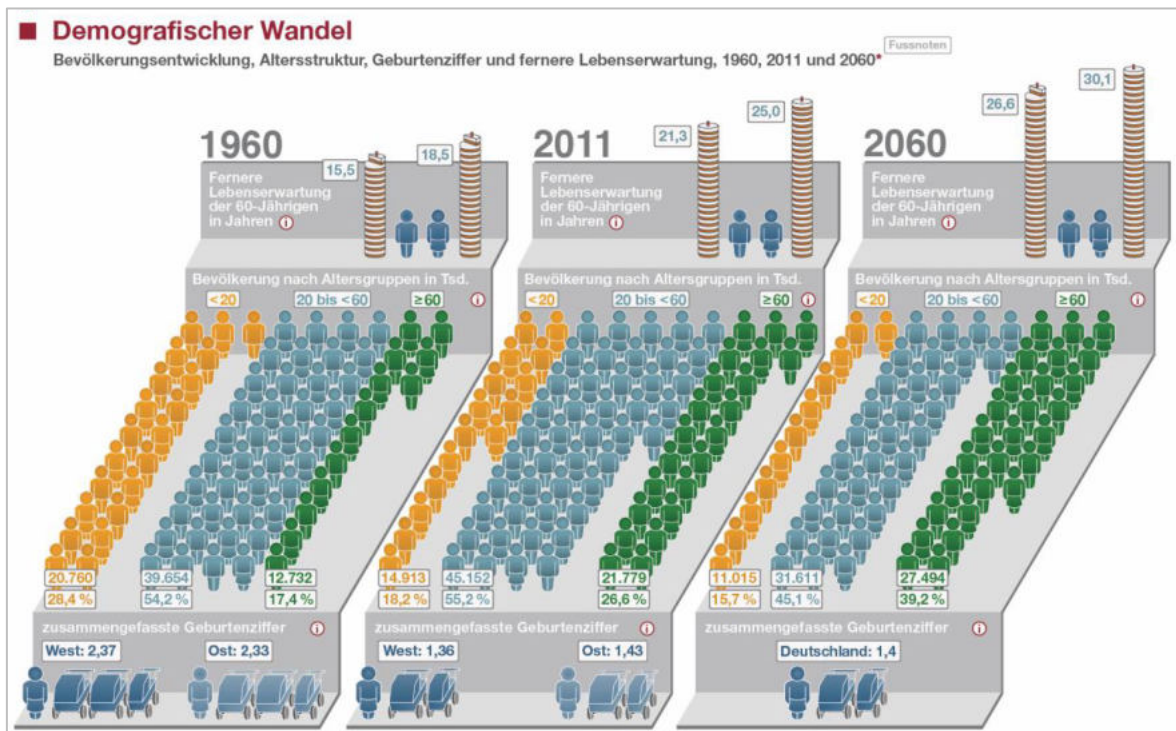 Demografischer Wandel
Bevölkerungsentwicklung, Altersstruktur, Geburtenziffer und fernere Lebenserwartung, 1960, 2011 und 2060*
Fussnoten
1960
15,5
18,5
Fernere
Lebenserwartung
der 60-Jährigen
in Jahren i
Bevölkerung nach Altersgruppen in Tsd.
<20 20 bis <60 ≥60 i
20.760 39.654 12.732
28,4 % 54,2 % 17,4 %
zusammengefasste Geburtenziffer i
West: 2,37 Ost: 2,33
2011
21,3
25,0
Fernere
Lebenserwartung
der 60-Jährigen
in Jahren i
Bevölkerung nach Altersgruppen in Tsd.
<20 20 bis <60 ≥60 i
14.913 45.152 21.779
18,2 % 55,2 % 26,6 %
zusammengefasste Geburtenziffer i
West: 1,36 Ost: 1,43
2060
26,6
30,1
Fernere
Lebenserwartung
der 60-Jährigen
in Jahren i
Bevölkerung nach Altersgruppen in Tsd.
<20 20 bis <60 ≥60 i
11.015 31.611 27.494
15,7 % 45,1 % 39,2 %
zusammengefasste Geburtenziffer i
Deutschland: 1,4